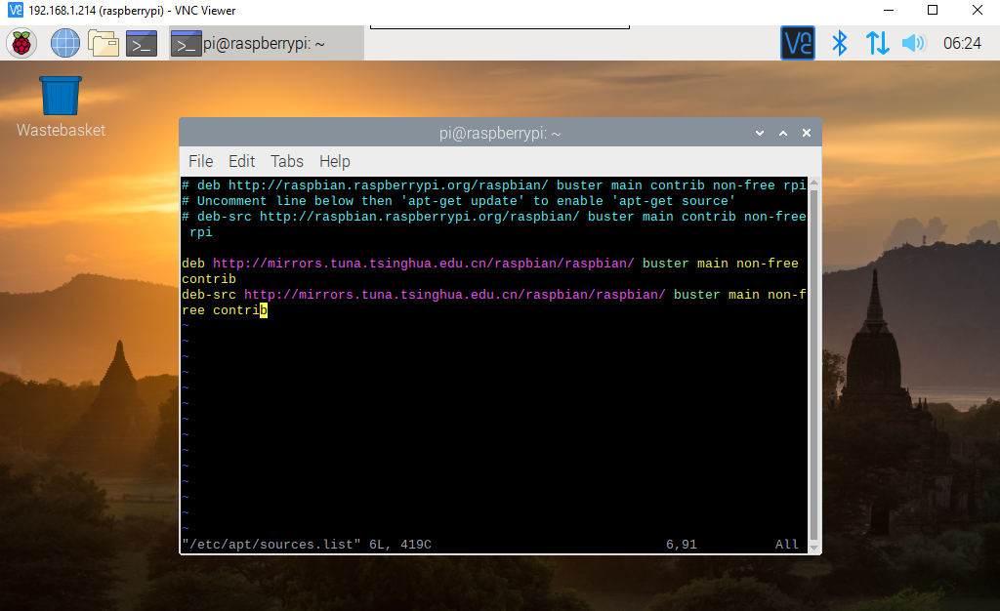 192.168.1.214 (raspberrypi) - VNC Viewer
pi@raspberrypi: ~
06:24
Wastebasket
pi@raspberrypi: ~
File Edit Tabs Help
# deb http://raspbian.raspberrypi.org/raspbian/ buster main contrib non-free rpi
# Uncomment line below then 'apt-get update' to enable 'apt-get source'
# deb-src http://raspbian.raspberrypi.org/raspbian/ buster main contrib non-free
rpi
deb http://mirrors.tuna.tsinghua.edu.cn/raspbian/raspbian/ buster main non-free
contrib
deb-src http://mirrors.tuna.tsinghua.edu.cn/raspbian/raspbian/ buster main non-f
ree contrib
~
~
~
~
~
~
~
~
~
~
~
~
~
~
"/etc/apt/sources.list" 6L, 419C 6,91 All